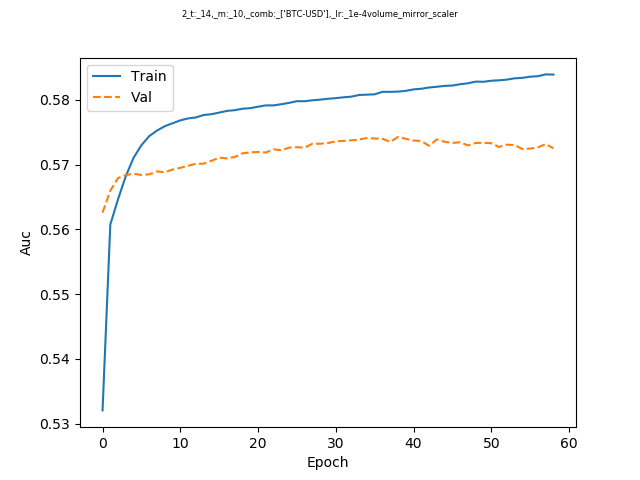 2_t:_14,_m:_10,_comb:_['BTC-USD'],_lr:_1e-4volume_mirror_scaler
Train
Val
0.58
0.57
0.56
0.55
0.54
0.53
Auc
0 10 20 30 40 50 60
Epoch